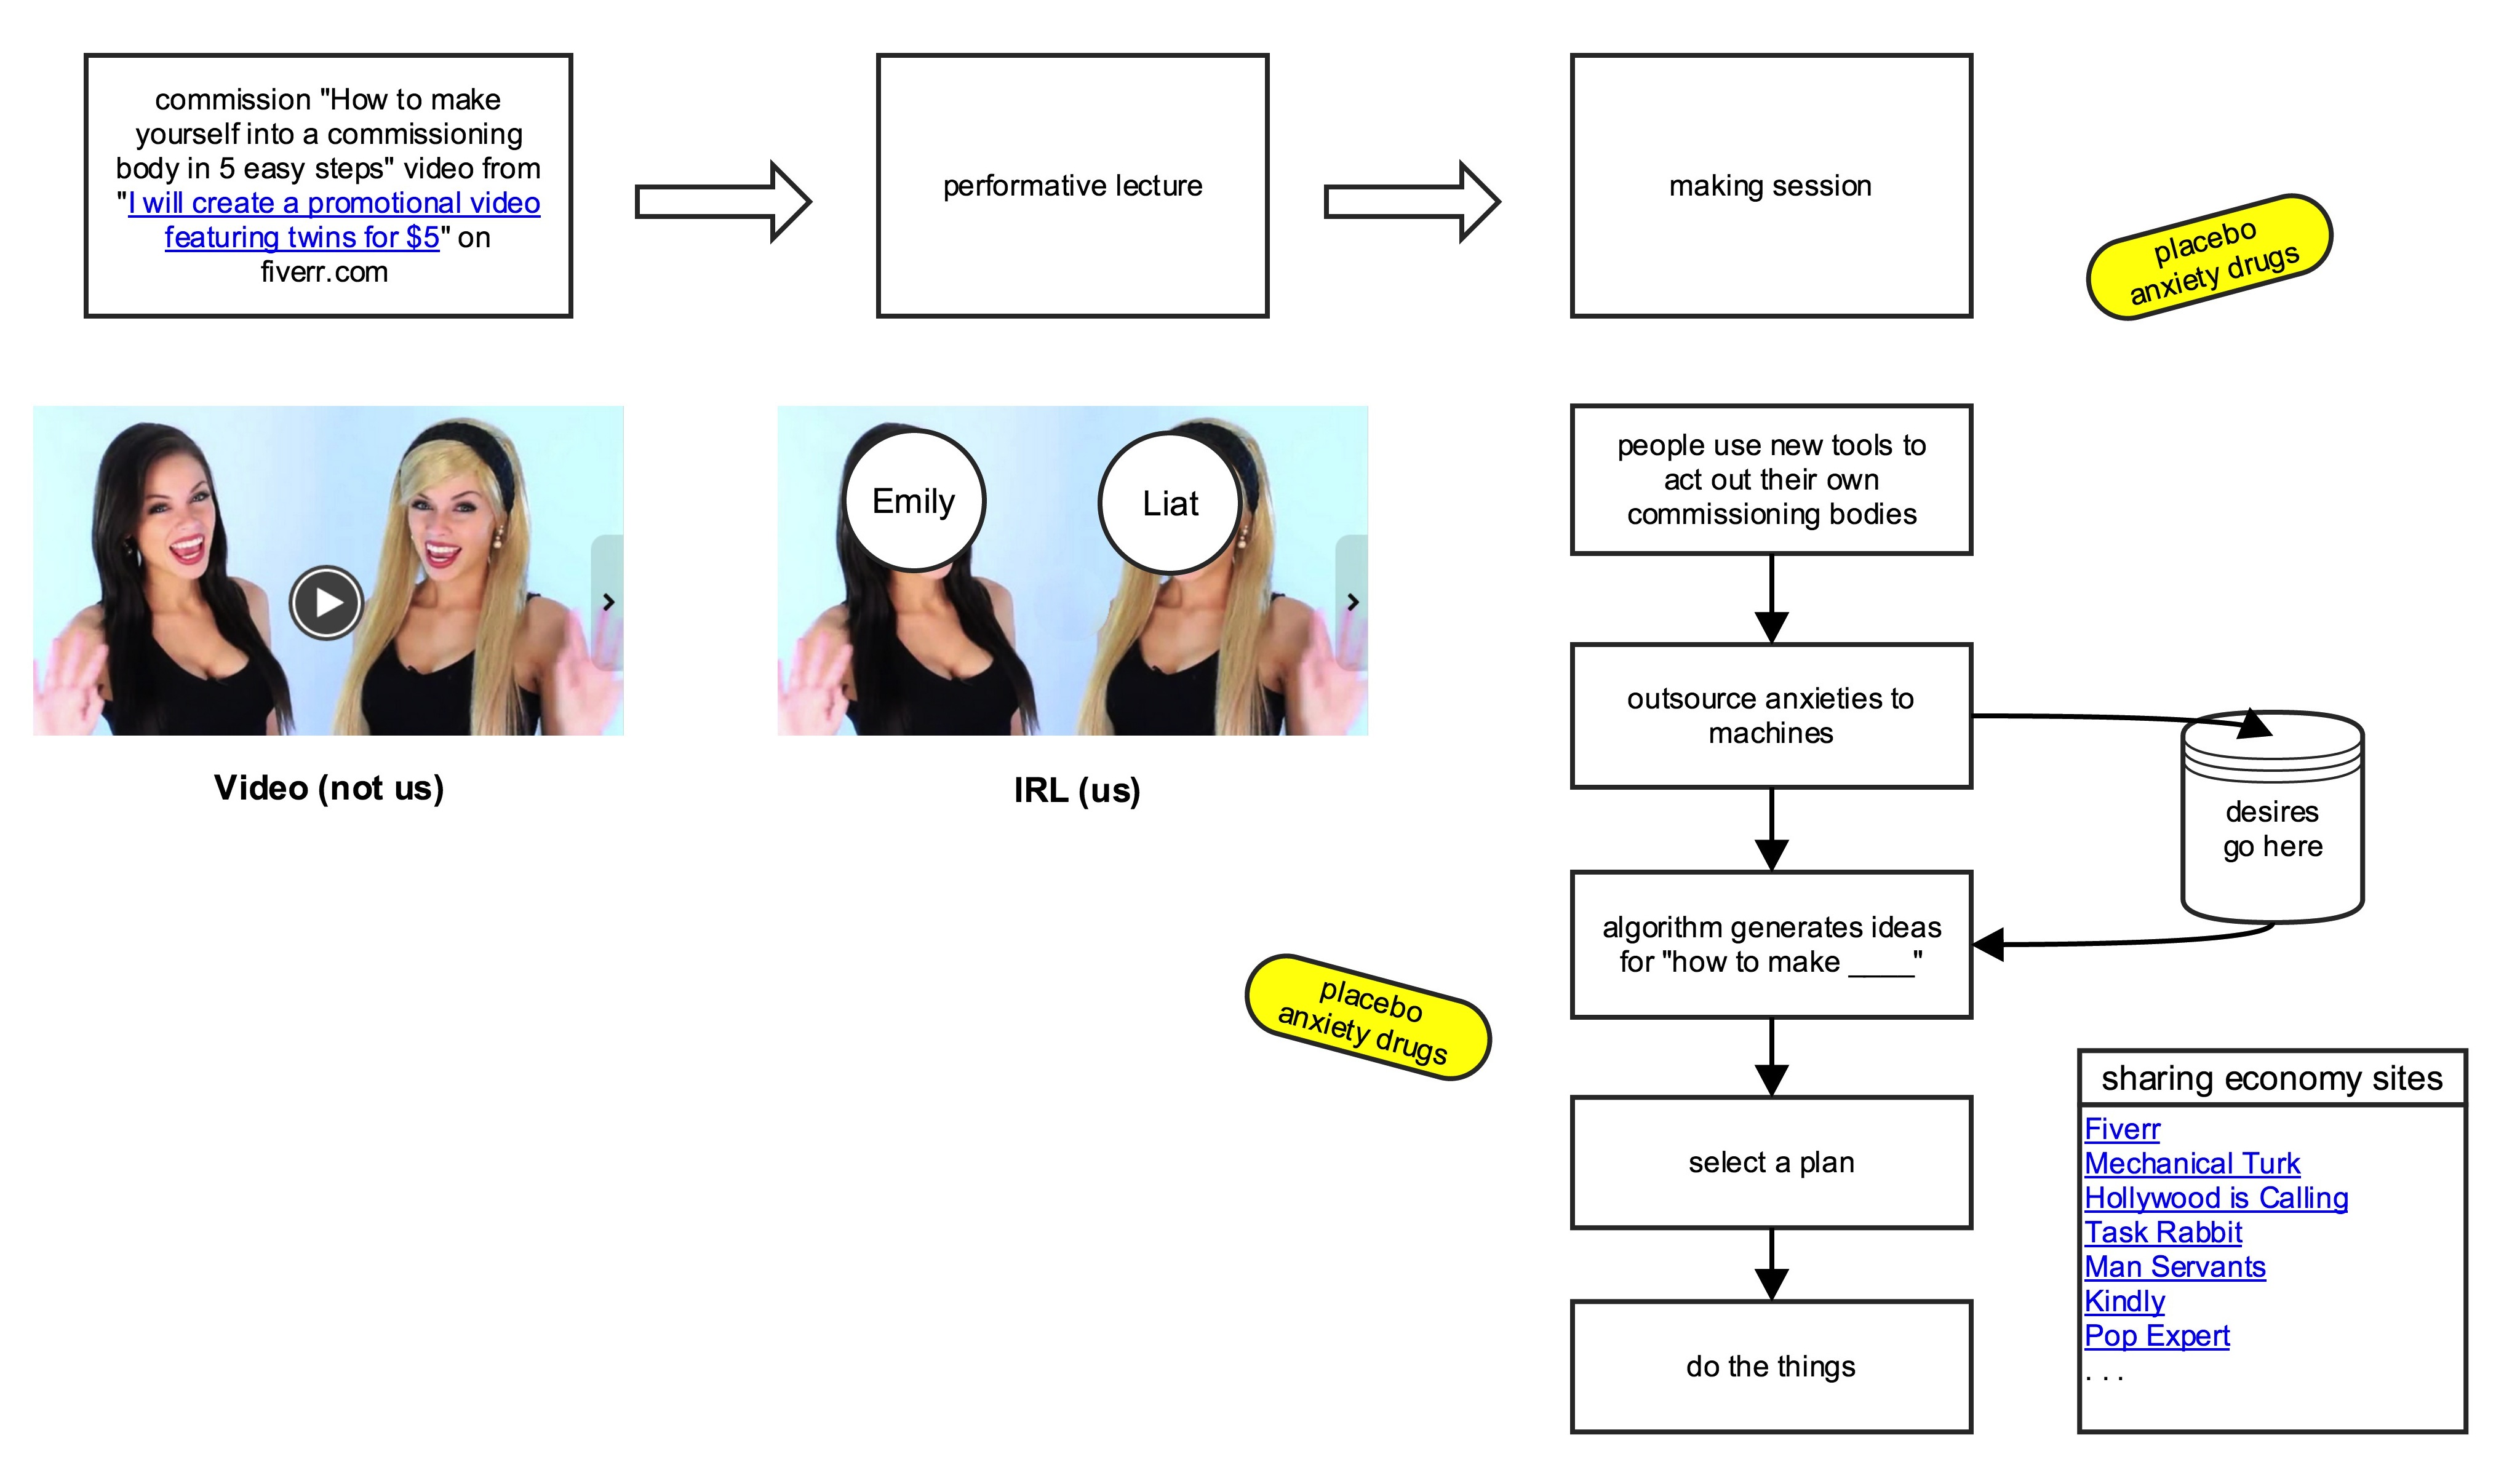 commission "How to make
yourself into a commissioning
body in 5 easy steps" video from
"I will create a promotional video
featuring twins for $5" on
fiverr.com
performative lecture
making session
placebo
anxiety drugs
Emily
Liat
Video (not us)
IRL (us)
people use new tools to
act out their own
commissioning bodies
outsource anxieties to
machines
desires
go here
algorithm generates ideas
for "how to make ____"
placebo
anxiety drugs
select a plan
do the things
sharing economy sites
Fiverr
Mechanical Turk
Hollywood is Calling
Task Rabbit
Man Servants
Kindly
Pop Expert
. . .